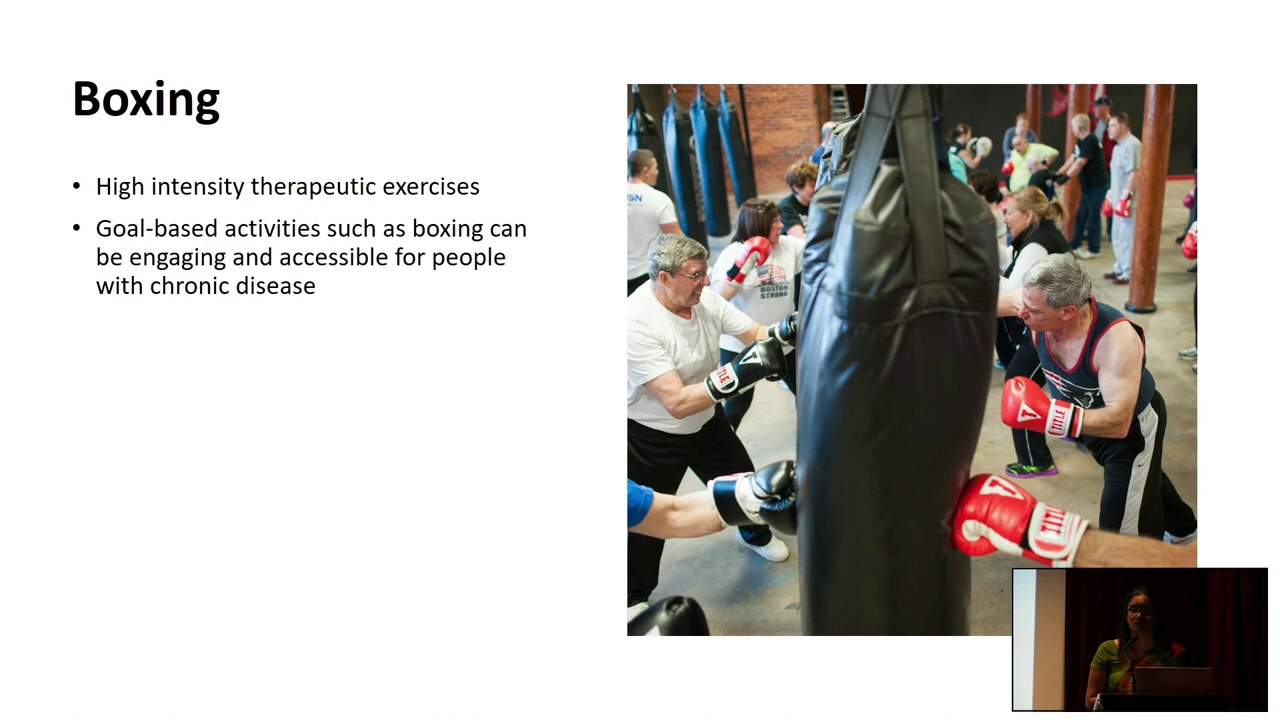 Boxing
• High intensity therapeutic exercises
• Goal-based activities such as boxing can
be engaging and accessible for people
with chronic disease
BOSTON
STRONG
TITLE
TITLE
TITLE